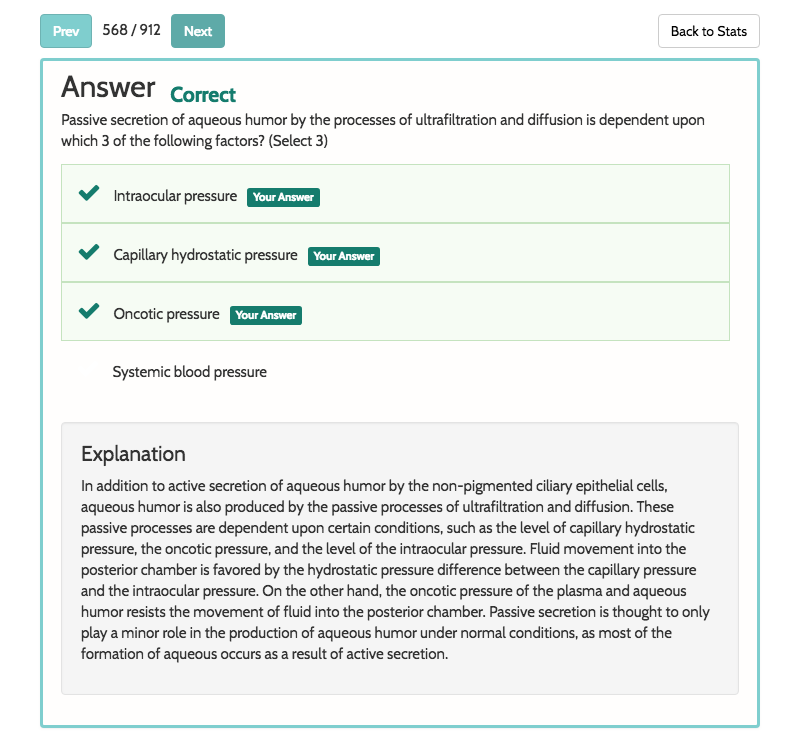 Prev 568 / 912 Next Back to Stats
Answer Correct
Passive secretion of aqueous humor by the processes of ultrafiltration and diffusion is dependent upon
which 3 of the following factors? (Select 3)
Intraocular pressure Your Answer
Capillary hydrostatic pressure Your Answer
Oncotic pressure Your Answer
Systemic blood pressure
Explanation
In addition to active secretion of aqueous humor by the non-pigmented ciliary epithelial cells,
aqueous humor is also produced by the passive processes of ultrafiltration and diffusion. These
passive processes are dependent upon certain conditions, such as the level of capillary hydrostatic
pressure, the oncotic pressure, and the level of the intraocular pressure. Fluid movement into the
posterior chamber is favored by the hydrostatic pressure difference between the capillary pressure
and the intraocular pressure. On the other hand, the oncotic pressure of the plasma and aqueous
humor resists the movement of fluid into the posterior chamber. Passive secretion is thought to only
play a minor role in the production of aqueous humor under normal conditions, as most of the
formation of aqueous occurs as a result of active secretion.